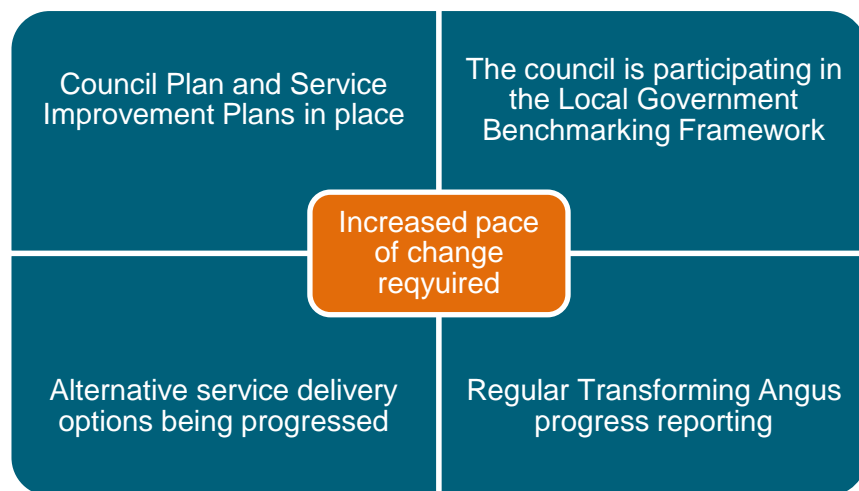 Council Plan and Service
Improvement Plans in place
The council is participating in
the Local Government
Benchmarking Framework
Increased pace
of change
reqyuired
Alternative service delivery
options being progressed
Regular Transforming Angus
progress reporting